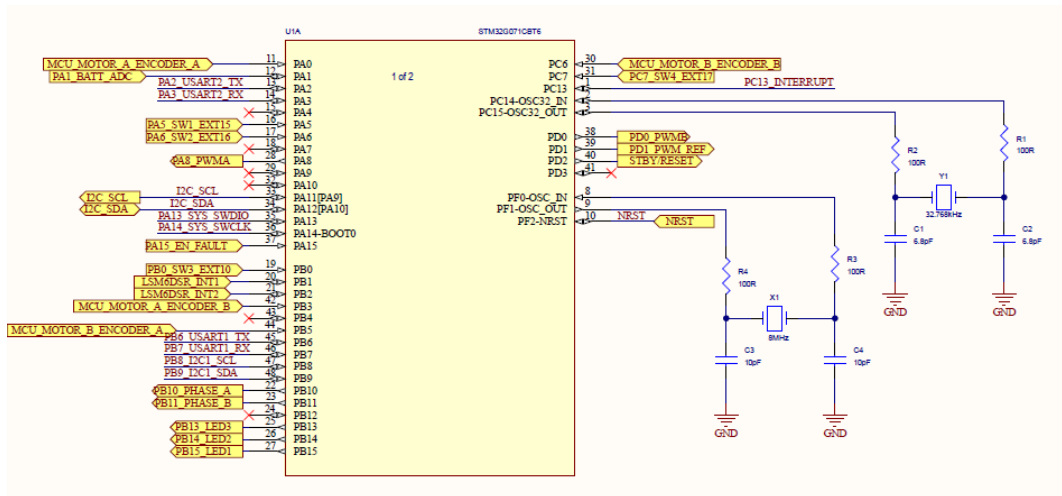 U1A STM32G071CBT6
1 of 2
MCU_MOTOR_A_ENCODER_A 11 PA0
PA1_BATT_ADC 12 PA1
PA2_USART2_TX 13 PA2
PA3_USART2_RX 14 PA3
15 PA4
PA5_SW1_EXT15 16 PA5
PA6_SW2_EXT16 17 PA6
18 PA7
PA8_PWMA 28 PA8
29 PA9
32 PA10
I2C_SCL I2C_SCL 33 PA11[PA9]
I2C_SDA I2C_SDA 34 PA12[PA10]
PA13_SYS_SWDIO 35 PA13
PA14_SYS_SWCLK 36 PA14-BOOT0
PA15_EN_FAULT 37 PA15
PB0_SW3_EXT10 19 PB0
LSM6DSR_INT1 20 PB1
LSM6DSR_INT2 21 PB2
MCU_MOTOR_A_ENCODER_B 42 PB3
43 PB4
MCU_MOTOR_B_ENCODER_A 44 PB5
PB6_USART1_TX 45 PB6
PB7_USART1_RX 46 PB7
PB8_I2C1_SCL 47 PB8
PB9_I2C1_SDA 48 PB9
PB10_PHASE_A 22 PB10
PB11_PHASE_B 23 PB11
24 PB12
PB13_LED3 25 PB13
PB14_LED2 26 PB14
PB15_LED1 27 PB15
PC6 30 MCU_MOTOR_B_ENCODER_B
PC7 31 PC7_SW4_EXT17
PC13 1 PC13_INTERRUPT
PC14-OSC32_IN 2
PC15-OSC32_OUT 3
PD0 38 PD0_PWMB
PD1 39 PD1_PWM_REF
PD2 40 STBY/RESET
PD3 41
PF0-OSC_IN 8
PF1-OSC_OUT 9
PF2-NRST 10 NRST NRST
R2
100R
R1
100R
Y1
32.768kHz
C1
6.8pF
C2
6.8pF
GND
GND
R4
100R
R3
100R
X1
8MHz
C3
10pF
C4
10pF
GND
GND